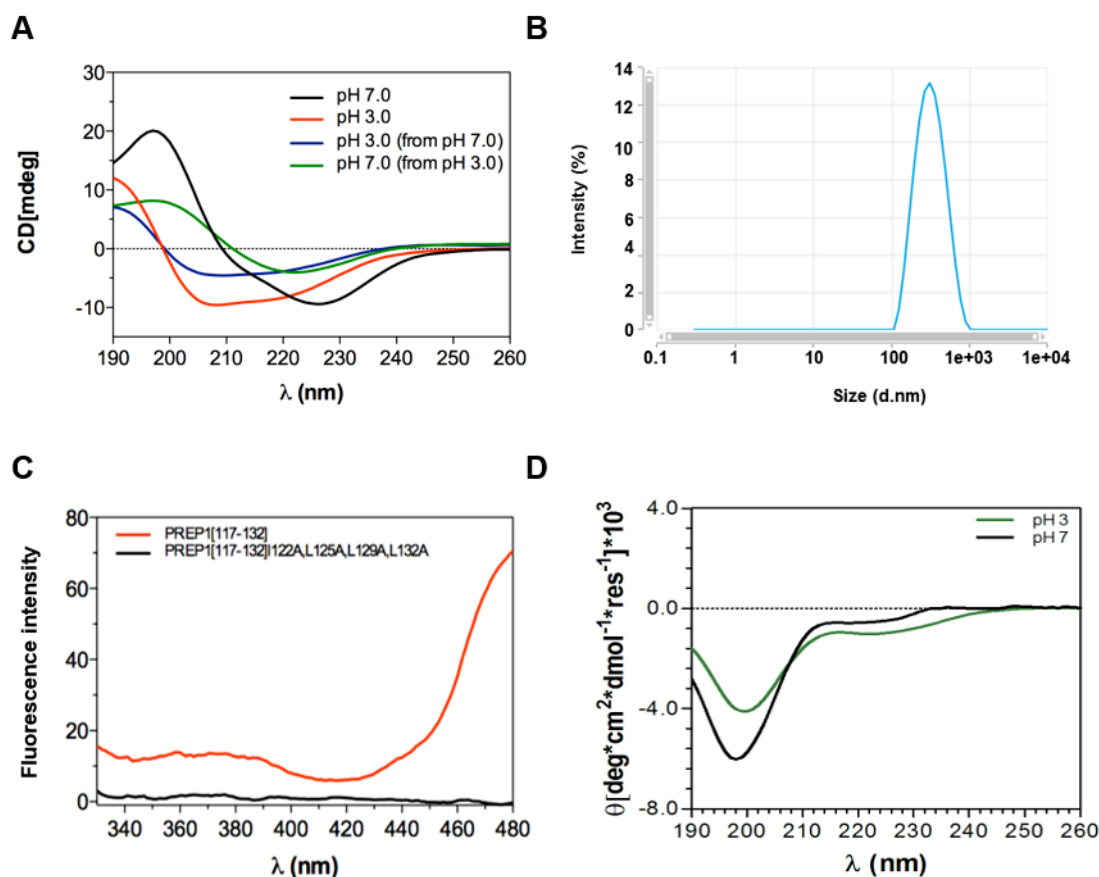 A
30
20
10
0
-10
CD[mdeg]
pH 7.0
pH 3.0
pH 3.0 (from pH 7.0)
pH 7.0 (from pH 3.0)
190 200 210 220 230 240 250 260
λ (nm)
B
14
12
10
8
6
4
2
0
Intensity (%)
0.1 1 10 100 1e+03 1e+04
Size (d.nm)
C
80
60
40
20
0
Fluorescence intensity
PREP1[117-132]
PREP1[117-132]I122A,L125A,L129A,L132A
340 360 380 400 420 440 460 480
λ (nm)
D
4.0
0.0
-4.0
-8.0
θ[deg*cm²*dmol⁻¹*res⁻¹]*10³
pH 3
pH 7
190 200 210 220 230 240 250 260
λ (nm)